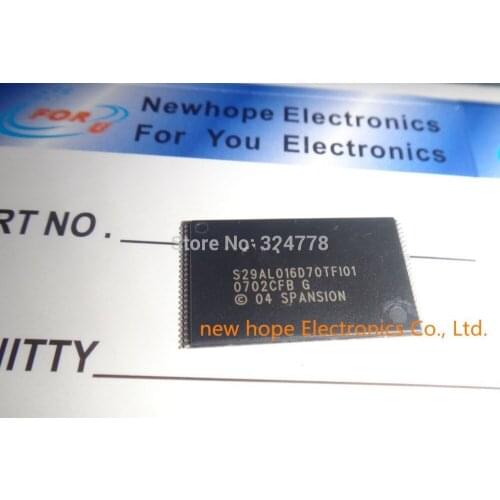 FOR U
Newhope Electronics
For You Electronics
RT NO.
Store No.: 324778
S29AL016D70TFI01
0702CFB G
© 04 SPANSION
new hope Electronics Co., Ltd.
NITTY